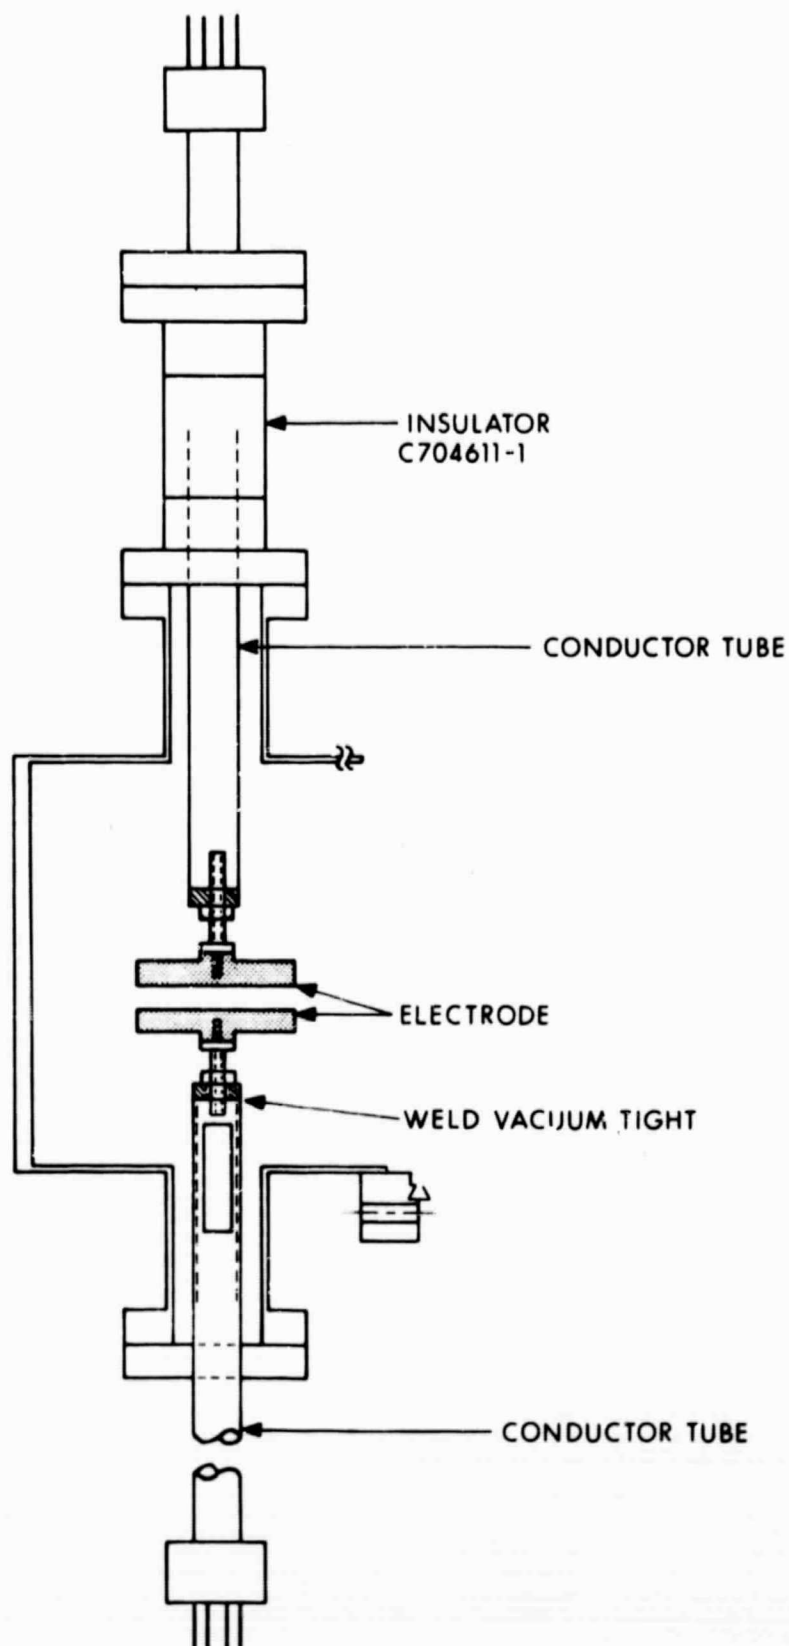 INSULATOR
C704611-1
CONDUCTOR TUBE
ELECTRODE
WELD VACIJUM TIGHT
CONDUCTOR TUBE